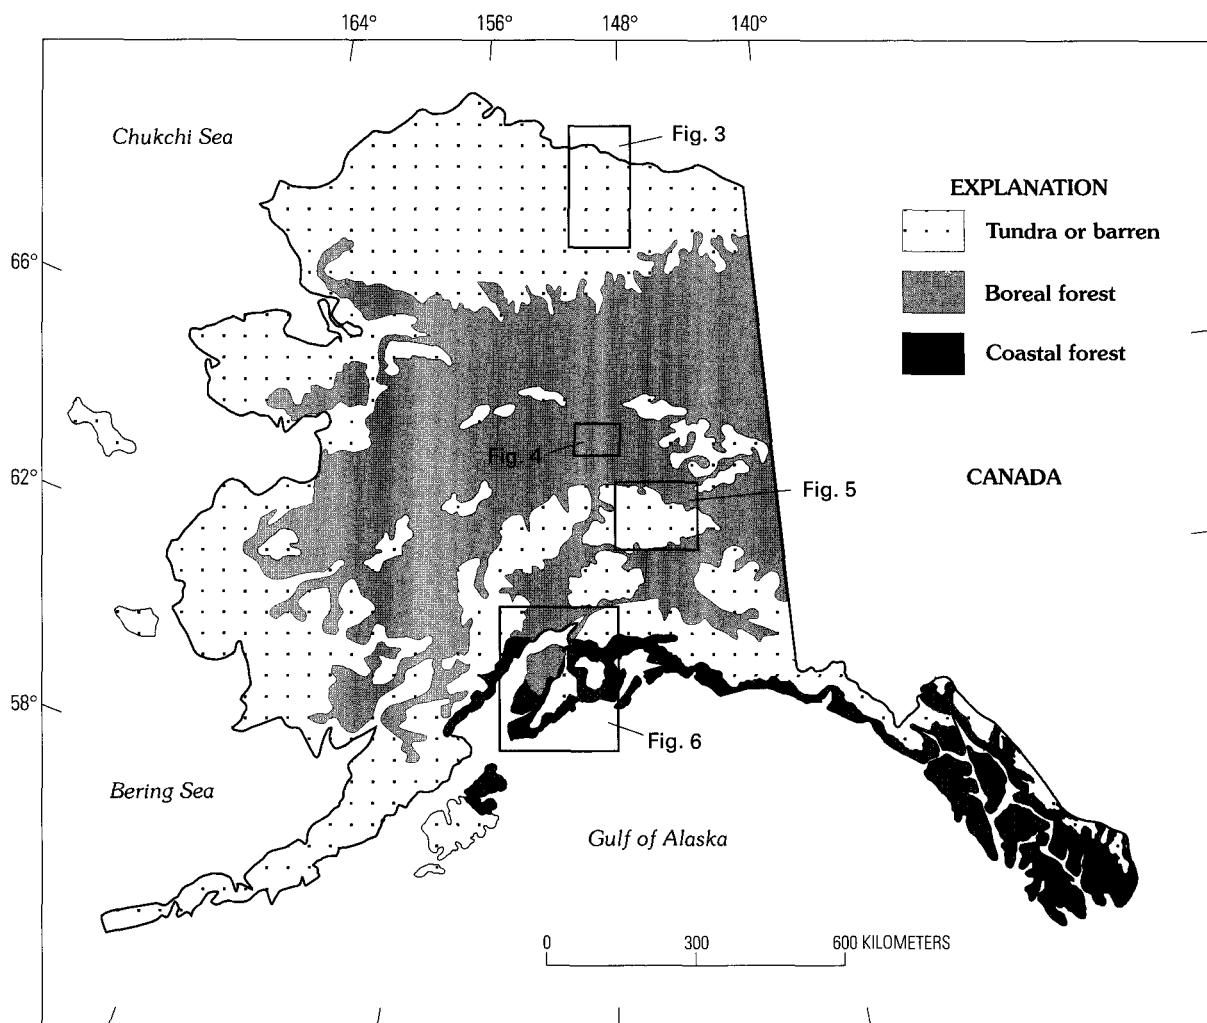 164° 156° 148° 140°
Chukchi Sea
Fig. 3
EXPLANATION
Tundra or barren
66°
Boreal forest
Coastal forest
Fig. 4
62°
CANADA
Fig. 5
58°
Fig. 6
Bering Sea
Gulf of Alaska
0 300 600 KILOMETERS